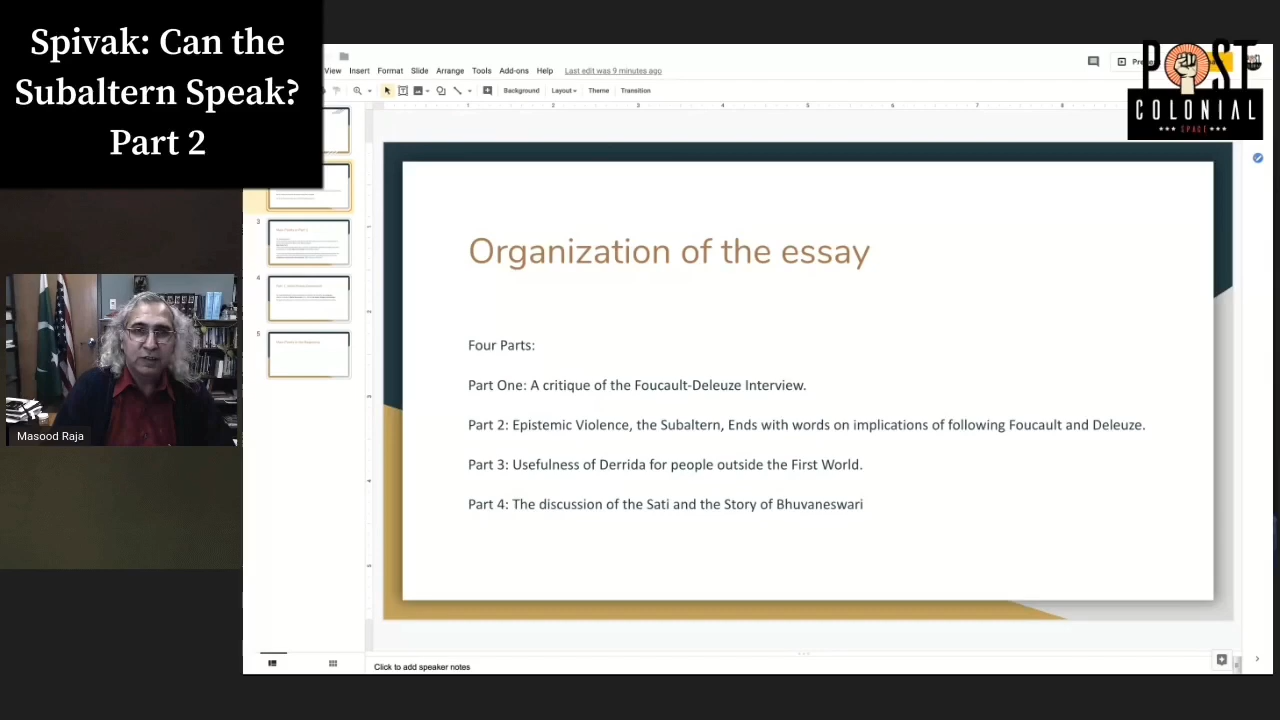 Spivak: Can the
Subaltern Speak?
Part 2
View Insert Format Slide Arrange Tools Add-ons Help Last edit was 9 minutes ago
Background Layout Theme Transition
POST
COLONIAL
SPACE
Organization of the essay
Four Parts:
Part One: A critique of the Foucault-Deleuze Interview.
Part 2: Epistemic Violence, the Subaltern, Ends with words on implications of following Foucault and Deleuze.
Part 3: Usefulness of Derrida for people outside the First World.
Part 4: The discussion of the Sati and the Story of Bhuvaneswari
Masood Raja
3
4
5
Click to add speaker notes